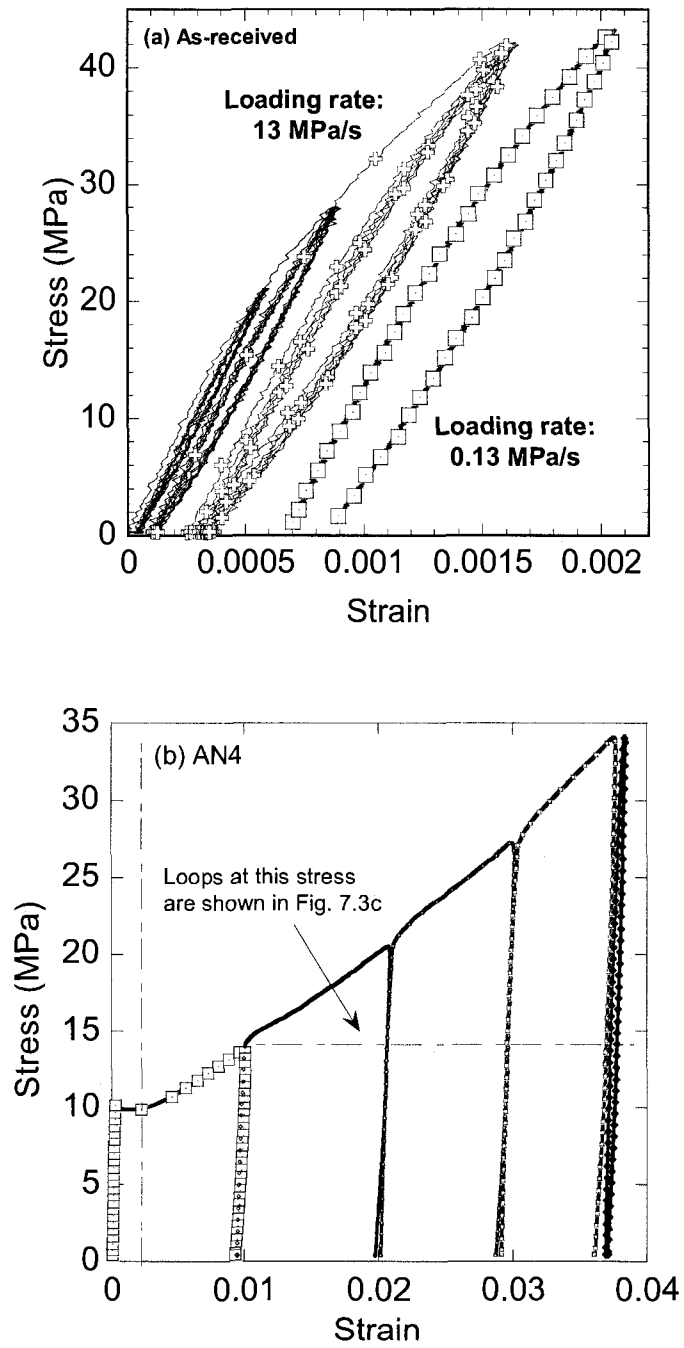 (a) As-received
Loading rate:
13 MPa/s
Loading rate:
0.13 MPa/s
Stress (MPa)
40
30
20
10
0
0 0.0005 0.001 0.0015 0.002
Strain
(b) AN4
Loops at this stress
are shown in Fig. 7.3c
Stress (MPa)
35
30
25
20
15
10
5
0
0 0.01 0.02 0.03 0.04
Strain